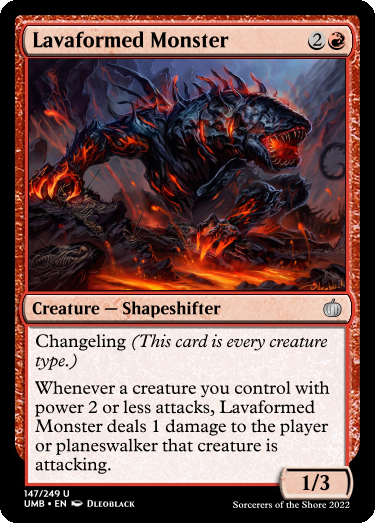 Lavaformed Monster 2
Creature — Shapeshifter
Changeling (This card is every creature
type.)
Whenever a creature you control with
power 2 or less attacks, Lavaformed
Monster deals 1 damage to the player
or planeswalker that creature is
attacking.
1/3
147/249 U
UMB • EN DLEOBLACK
Sorcerers of the Shore 2022